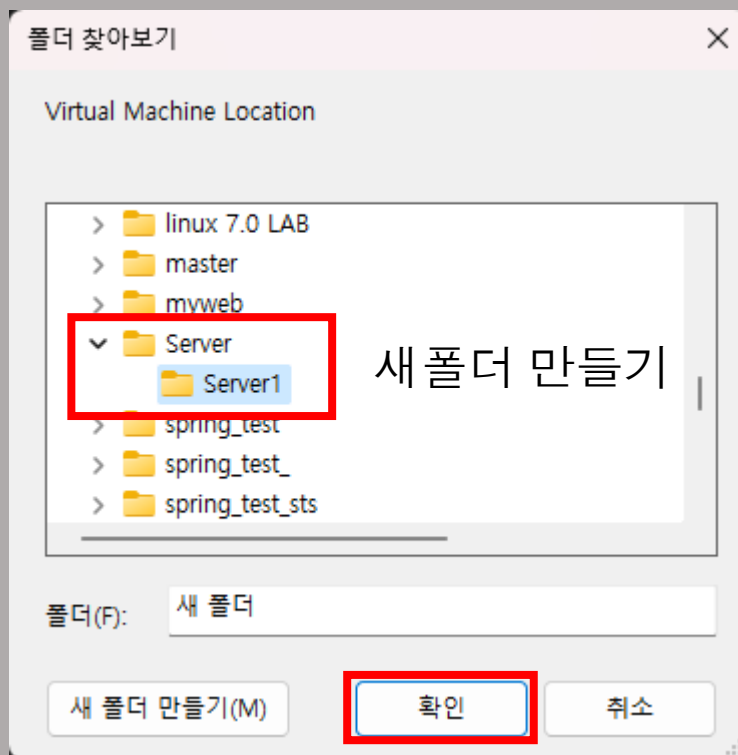 폴더 찾아보기
Virtual Machine Location
linux 7.0 LAB
master
myweb
Server
새폴더 만들기
Server1
spring_test
spring_test_
spring_test_sts
폴더(F):
새 폴더
새 폴더 만들기(M)
확인
취소